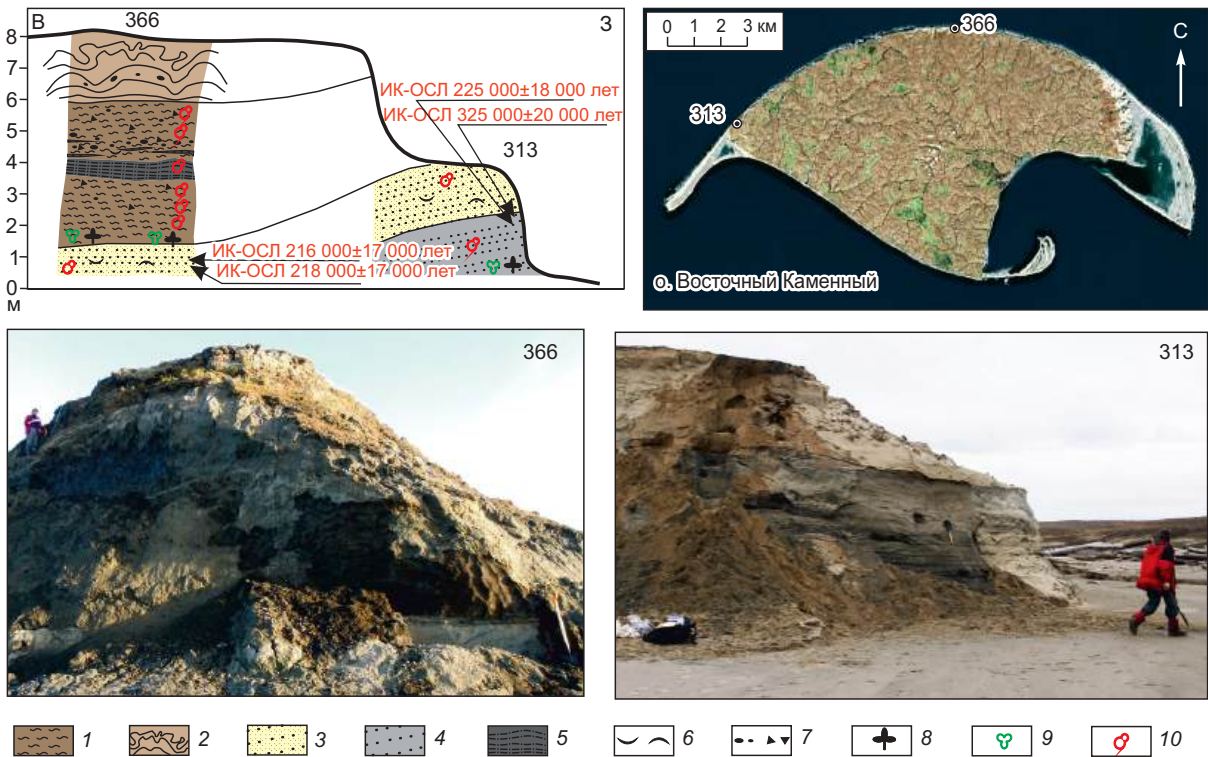 В
366
З
8
7
6
5
4
3
2
1
0
м
ИК-ОСЛ 225 000±18 000 лет
ИК-ОСЛ 325 000±20 000 лет
313
ИК-ОСЛ 216 000±17 000 лет
ИК-ОСЛ 218 000±17 000 лет
0 1 2 3 км
366
С
313
о. Восточный Каменный
366
313
1
2
3
4
5
6
7
8
9
10